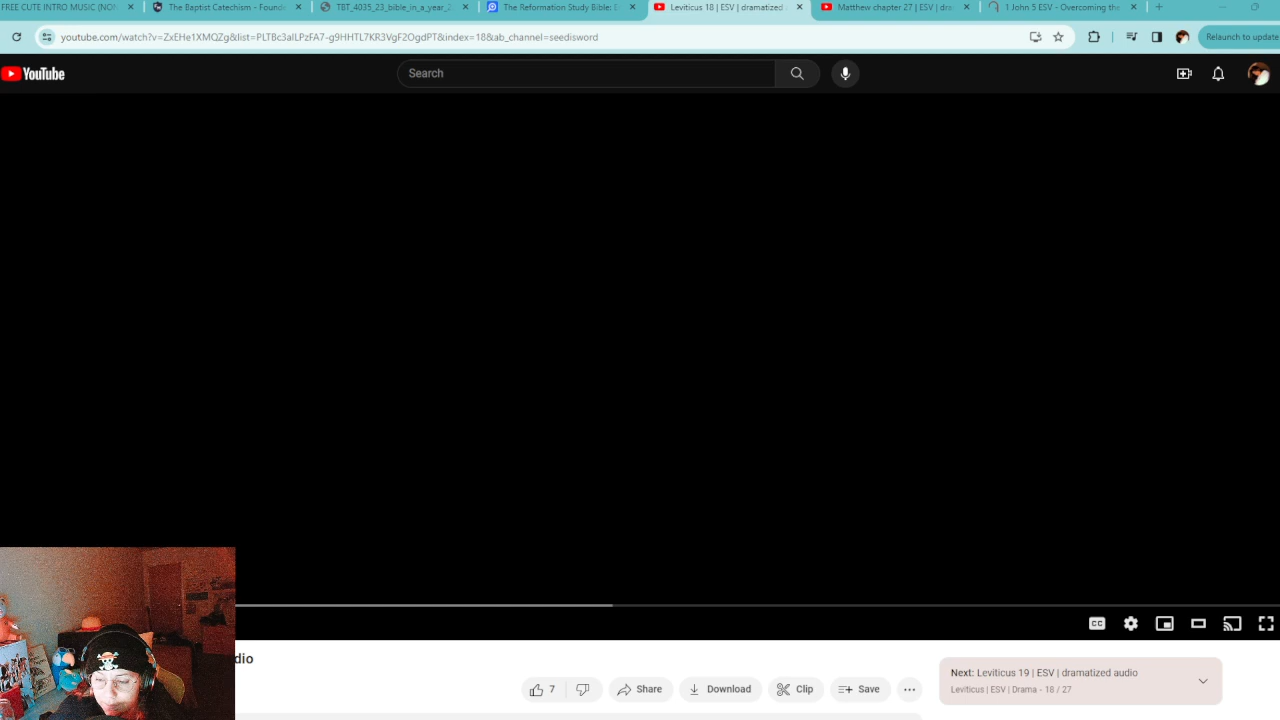 FREE CUTE INTRO MUSIC (NON
The Baptist Catechism - Found
TBT_4035_23_bible_in_a_year_2
The Reformation Study Bible: E
Leviticus 18 | ESV | dramatized
Matthew chapter 27 | ESV | dra
1 John 5 ESV - Overcoming the
youtube.com/watch?v=ZxEHe1XMQZg&list=PLTBc3alLPzFA7-g9HHTL7KR3VgF2OgdPT&index=18&ab_channel=seedisword
Relaunch to update
YouTube
Search
CC
dio
7
Share
Download
Clip
Save
Next: Leviticus 19 | ESV | dramatized audio
Leviticus | ESV | Drama - 18 / 27